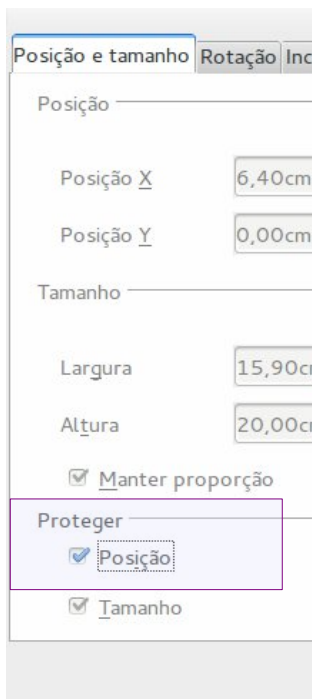 Posição e tamanho Rotação Inc
Posição
Posição X 6,40cm
Posição Y 0,00cm
Tamanho
Largura 15,90c
Altura 20,00c
Manter proporção
Proteger
Posição
Tamanho